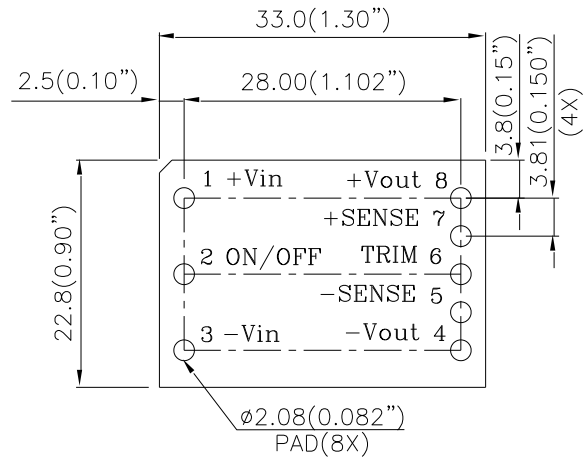 33.0(1.30”)
2.5(0.10”)
28.00(1.102”)
3.8(0.15”)
3.81(0.150”)
(4X)
22.8(0.90”)
1 +Vin
+Vout 8
+SENSE 7
2 ON/OFF
TRIM 6
−SENSE 5
3 −Vin
−Vout 4
ø2.08(0.082”)
PAD(8X)